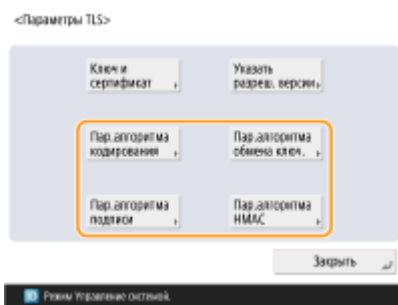 <Параметры TLS>
Ключ и
сертификат
Указать
разреш. версии
Пар.алгоритма
кодирования
Пар.алгоритма
обмена ключ.
Пар.алгоритма
подписи
Пар.алгоритма
HMAC
Закрыть
Режим Управление системой.